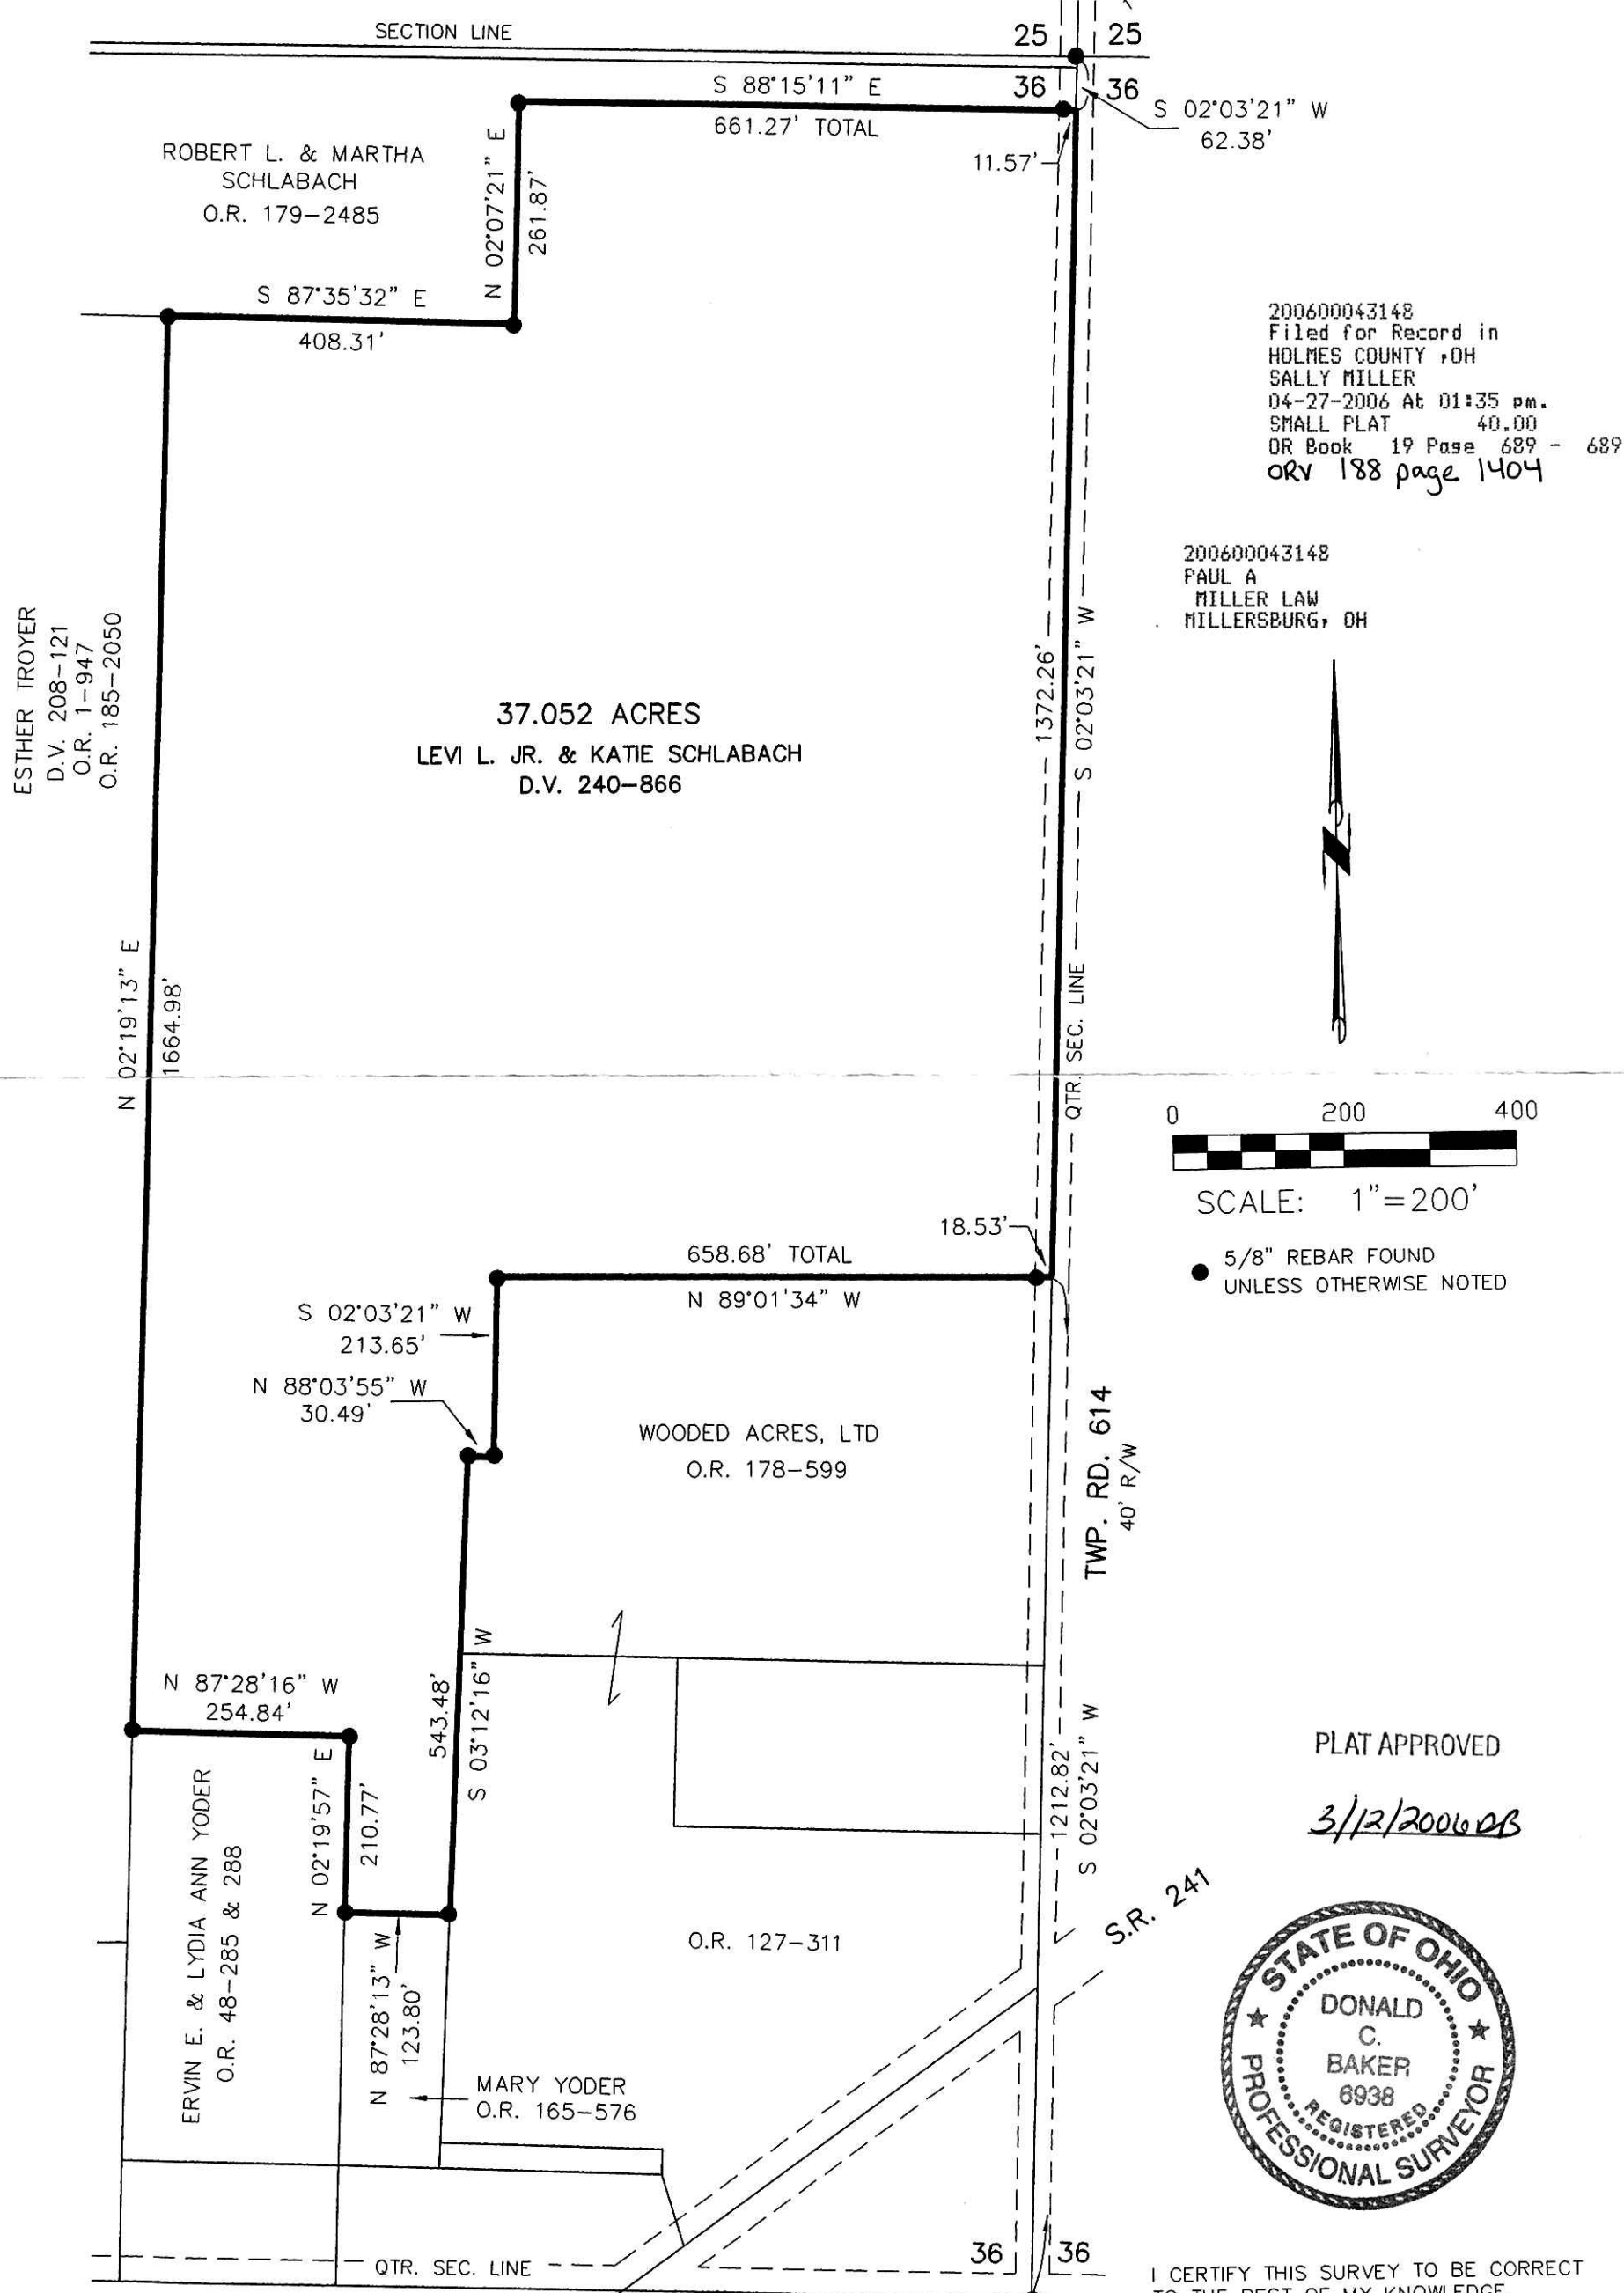 SECTION LINE
25
25
36
36
S 88°15'11" E
661.27' TOTAL
11.57'
S 02°03'21" W
62.38'
ROBERT L. & MARTHA
SCHLABACH
O.R. 179-2485
N 02°07'21" E
261.87'
S 87°35'32" E
408.31'
200600043148
Filed for Record in
HOLMES COUNTY ,OH
SALLY MILLER
04-27-2006 At 01:35 pm.
SMALL PLAT 40.00
OR Book 19 Page 689 - 689
ORV 188 page 1404
200600043148
PAUL A
MILLER LAW
MILLERSBURG, OH
ESTHER TROYER
D.V. 208-121
O.R. 1-947
O.R. 185-2050
37.052 ACRES
LEVI L. JR. & KATIE SCHLABACH
D.V. 240-866
1372.26'
S 02°03'21" W
QTR. SEC. LINE
N 02°19'13" E
1664.98'
0 200 400
SCALE: 1"=200'
5/8" REBAR FOUND
UNLESS OTHERWISE NOTED
18.53'
658.68' TOTAL
N 89°01'34" W
S 02°03'21" W
213.65'
N 88°03'55" W
30.49'
WOODED ACRES, LTD
O.R. 178-599
TWP. RD. 614
40' R/W
N 87°28'16" W
254.84'
543.48'
S 03°12'16" W
1212.82'
S 02°03'21" W
PLAT APPROVED
3/12/2006 DB
N 02°19'57" E
210.77'
ERVIN E. & LYDIA ANN YODER
O.R. 48-285 & 288
S.R. 241
O.R. 127-311
N 87°28'13" W
123.80'
MARY YODER
O.R. 165-576
STATE OF OHIO
DONALD
C.
BAKER
6938
REGISTERED
PROFESSIONAL SURVEYOR
QTR. SEC. LINE
36
36
I CERTIFY THIS SURVEY TO BE CORRECT
TO THE BEST OF MY KNOWLEDGE